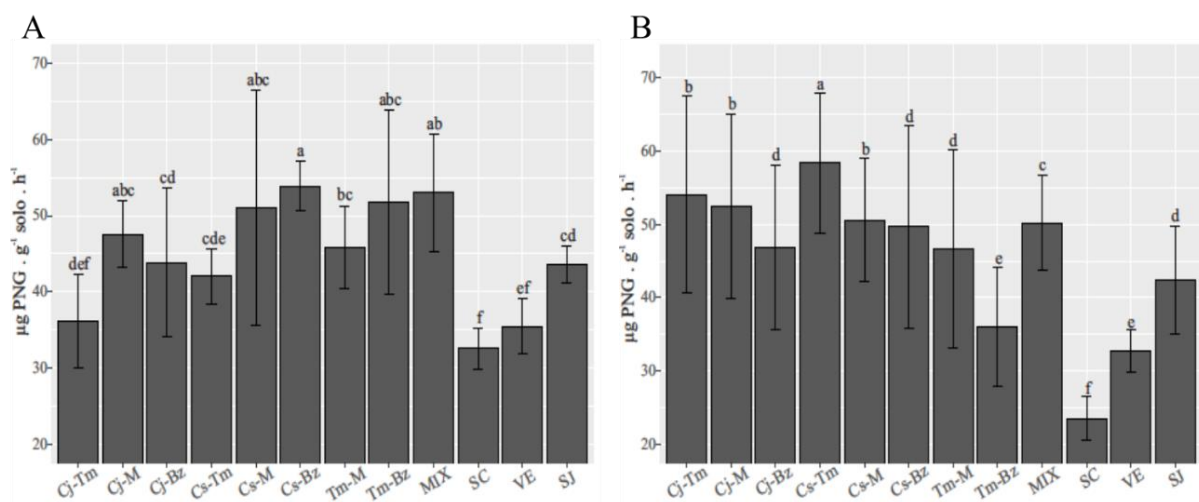 A
70
60
50
40
30
20
µg PNG . g⁻¹ solo . h⁻¹
def
abc
cd
cde
abc
a
bc
abc
ab
f
ef
cd
Cj-Tm
Cj-M
Cj-Bz
Cs-Tm
Cs-M
Cs-Bz
Tm-M
Tm-Bz
MIX
SC
VE
SJ
B
70
60
50
40
30
20
µg PNG . g⁻¹ solo . h⁻¹
b
b
d
a
b
d
d
e
c
f
e
d
Cj-Tm
Cj-M
Cj-Bz
Cs-Tm
Cs-M
Cs-Bz
Tm-M
Tm-Bz
MIX
SC
VE
SJ